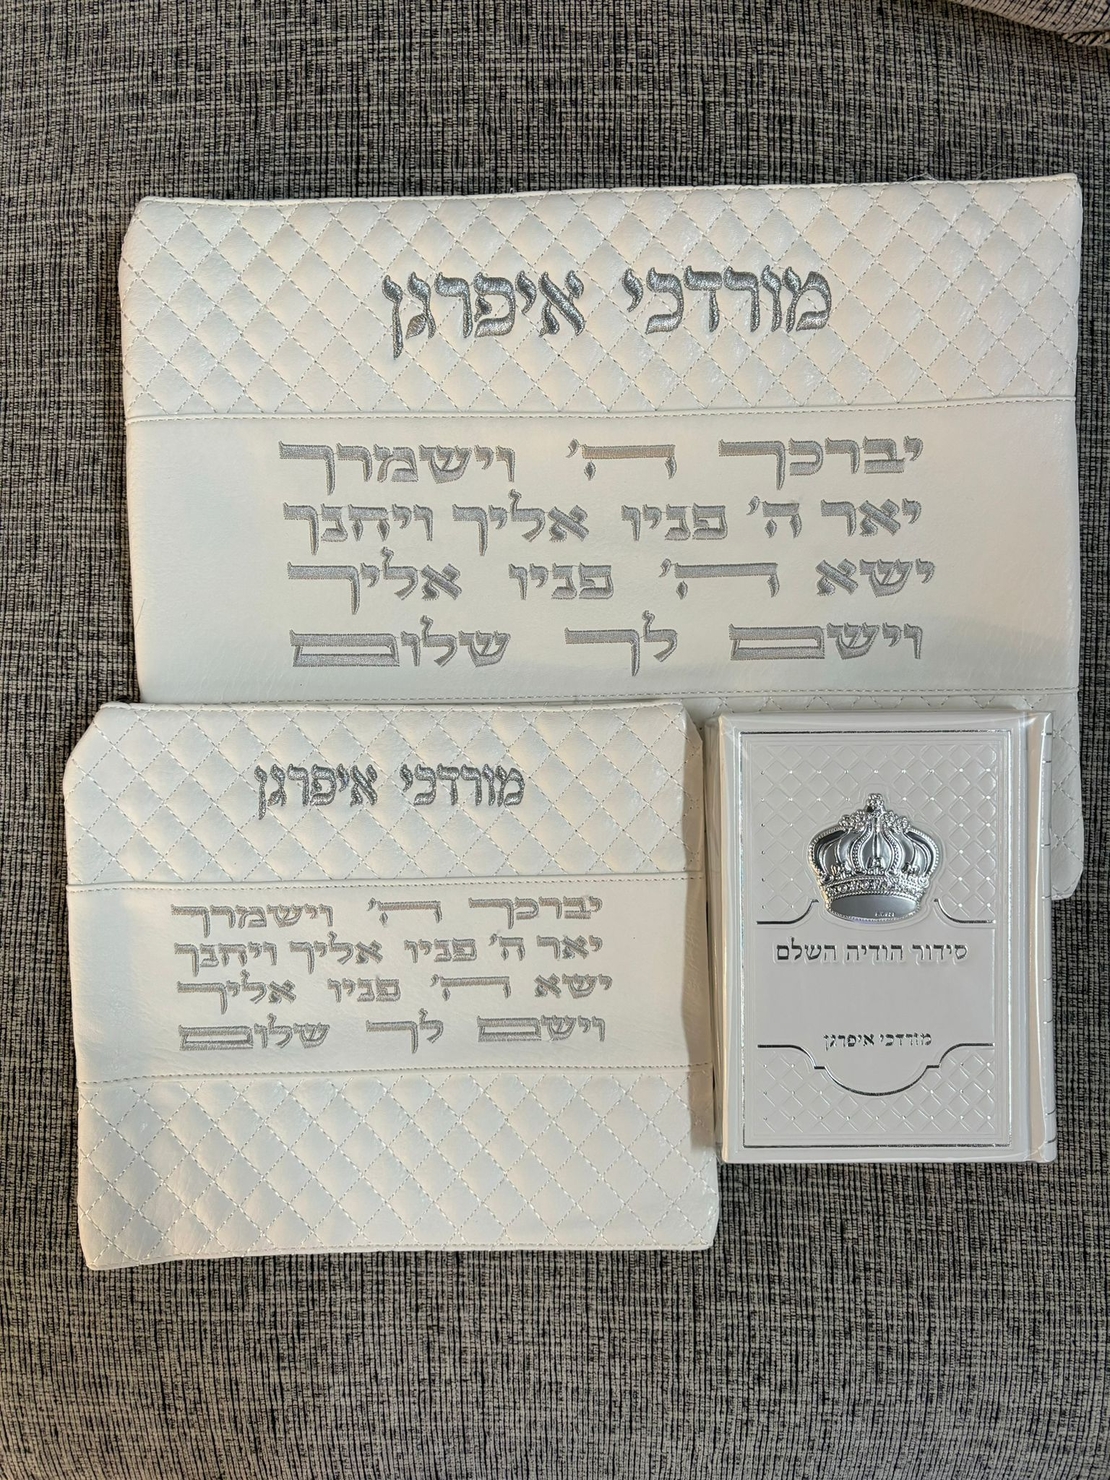 מורדכי איפרגן
יברכך ה' וישמרך
יאר ה' פניו אליך ויחנך
ישא ה' פניו אליך
וישם לך שלום
מורדכי איפרגן
יברכך ה' וישמרך
יאר ה' פניו אליך ויחנך
ישא ה' פניו אליך
וישם לך שלום
סידור הודיה השלם
מורדכי איפרגן